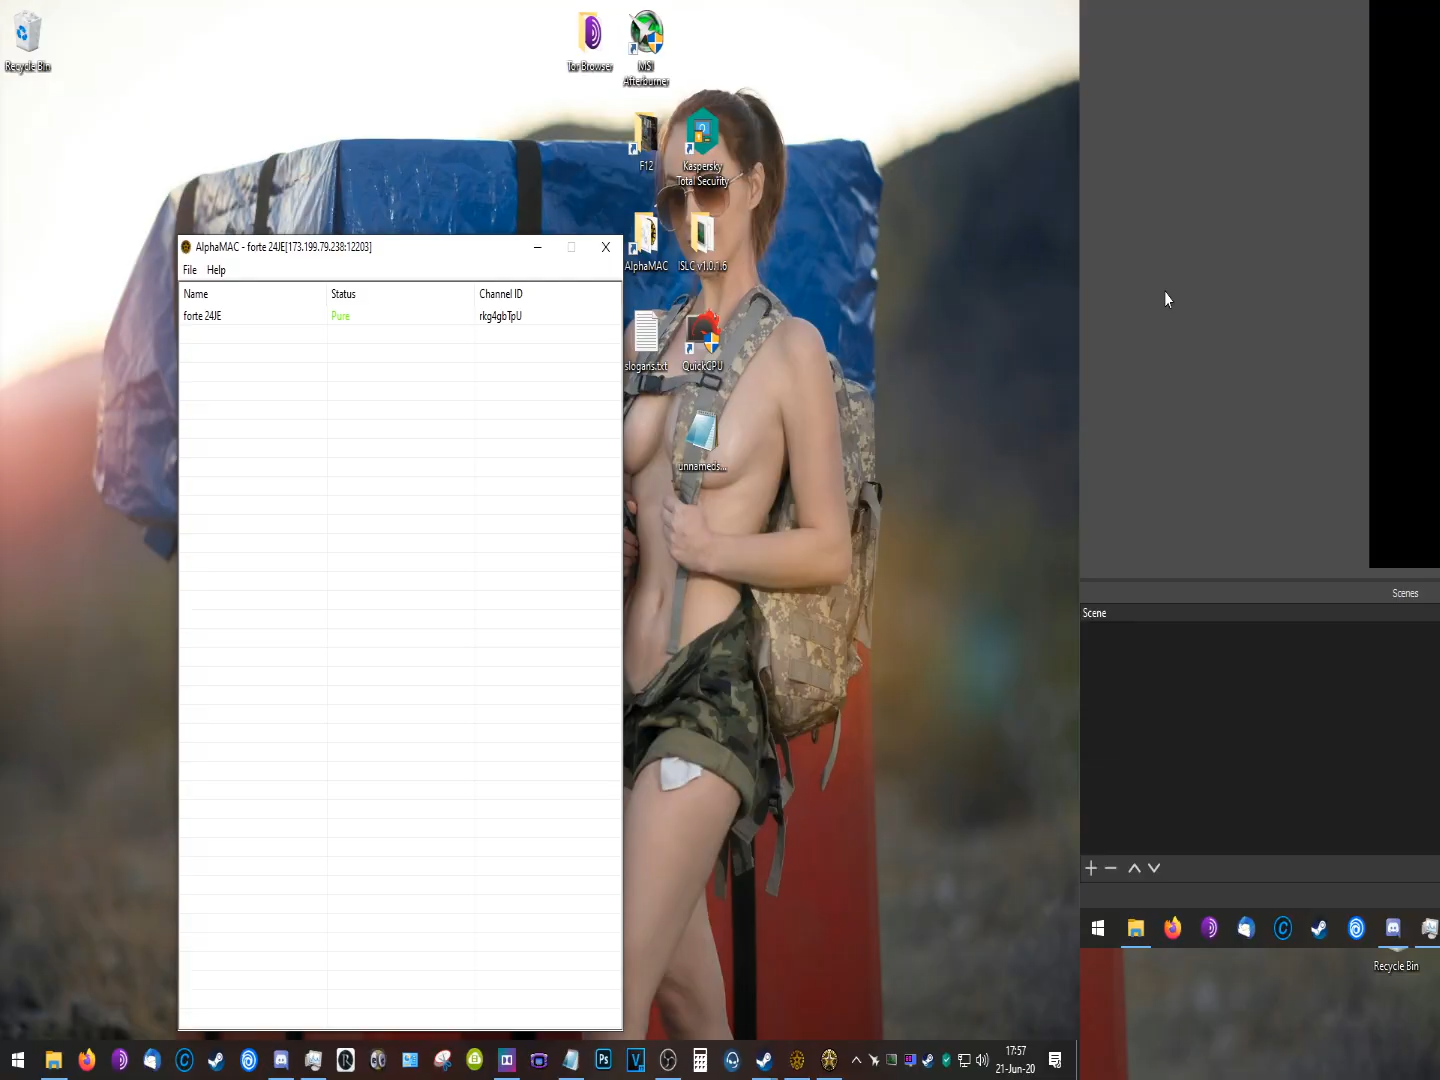 Recycle Bin
Tor Browser
MSI
Afterburner
F12
Kaspersky
Total Security
AlphaMAC - forte 24JE[173.199.79.238:12203]
File Help
AlphaMAC
ISLC v1.0.1.6
Name Status Channel ID
forte 24JE Pure rkg4gbTpU
slogans.txt
QuickCPU
unnameds...
Scenes
Scene
Recycle Bin
17:57
21-Jun-20